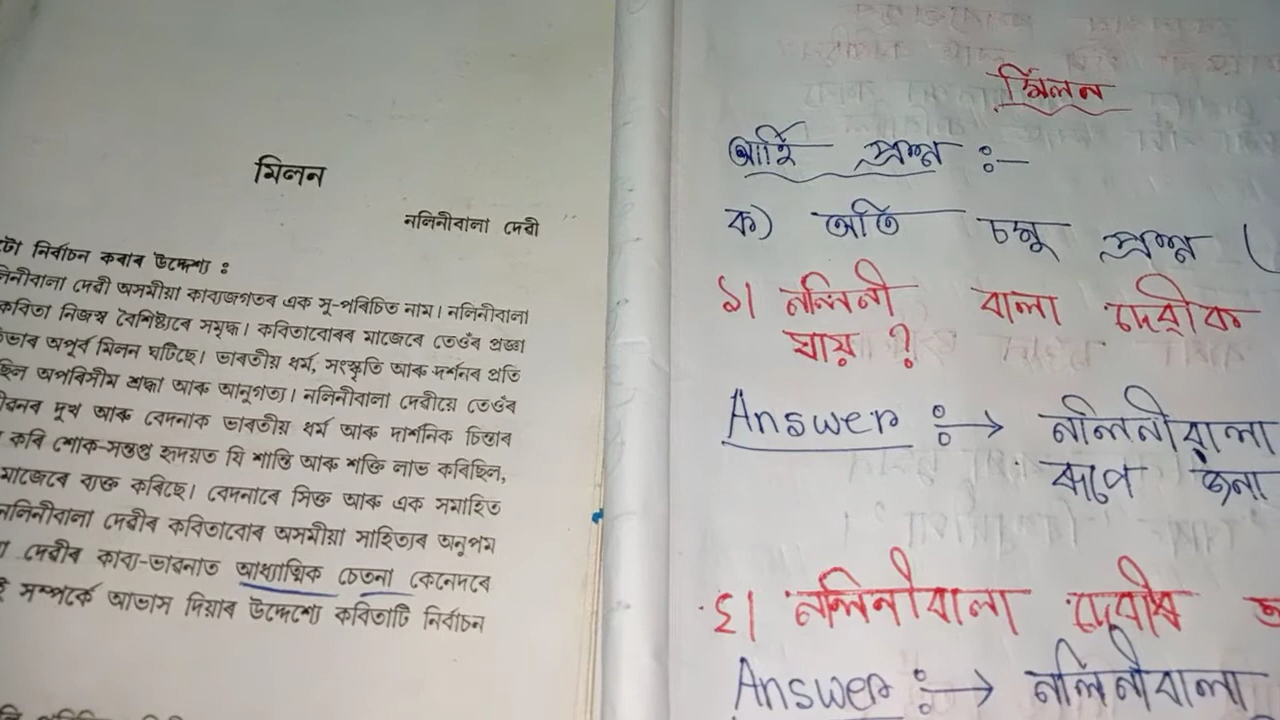 মিলন
নলিনীবালা দেৱী
টো নিৰ্বাচন কৰাৰ উদ্দেশ্য :
লিনীবালা দেৱী অসমীয়া কাব্যজগতৰ এক সু-পৰিচিত নাম। নলিনীবালা
কবিতা নিজস্ব বৈশিষ্ট্যৰে সমৃদ্ধ। কবিতাবোৰৰ মাজেৰে তেওঁৰ প্ৰজ্ঞা
ভাৰ অপূৰ্ব মিলন ঘটিছে। ভাৰতীয় ধৰ্ম, সংস্কৃতি আৰু দৰ্শনৰ প্ৰতি
ছিল অপৰিসীম শ্ৰদ্ধা আৰু আনুগত্য। নলিনীবালা দেৱীয়ে তেওঁৰ
ীৱনৰ দুখ আৰু বেদনাক ভাৰতীয় ধৰ্ম আৰু দাৰ্শনিক চিন্তাৰ
কৰি শোক-সন্তপ্ত হৃদয়ত যি শান্তি আৰু শক্তি লাভ কৰিছিল,
মাজেৰে ব্যক্ত কৰিছে। বেদনাৰে সিক্ত আৰু এক সমাহিত
নলিনীবালা দেৱীৰ কবিতাবোৰ অসমীয়া সাহিত্যৰ অনুপম
দেৱীৰ কাব্য-ভাৱনাত আধ্যাত্মিক চেতনা কেনেদৰে
ই সম্পৰ্কে আভাস দিয়াৰ উদ্দেশ্যে কবিতাটি নিৰ্বাচন
মিলন
আৰ্হি প্ৰশ্ন :-
ক) অতি চমু প্ৰশ্ন (
১। নলিনী বালা দেৱীক
যায় ?
Answer :→ নলিনীবালা
ৰূপে জনা
২। নলিনীবালা দেৱীৰ
Answer :→ নলিনীবালা